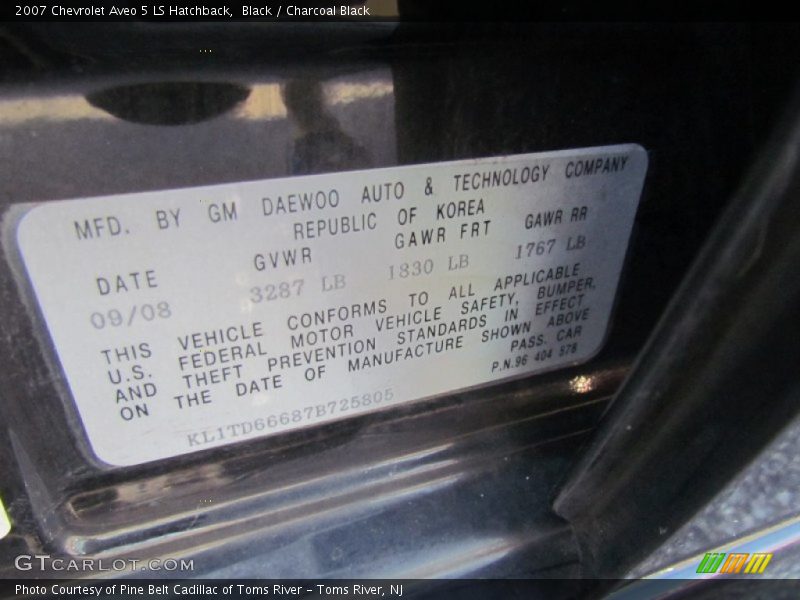 2007 Chevrolet Aveo 5 LS Hatchback,  Black / Charcoal Black
MFD. BY GM DAEWOO AUTO & TECHNOLOGY COMPANY
REPUBLIC OF KOREA
DATE GVWR GAWR FRT GAWR RR
09/08 3287 LB 1830 LB 1767 LB
THIS VEHICLE CONFORMS TO ALL APPLICABLE
U.S. FEDERAL MOTOR VEHICLE SAFETY, BUMPER,
AND THEFT PREVENTION STANDARDS IN EFFECT
ON THE DATE OF MANUFACTURE SHOWN ABOVE
PASS. CAR
P.N.96 404 978
KL1TD66687B725805
GTCARLOT.COM
Photo Courtesy of Pine Belt Cadillac of Toms River - Toms River, NJ